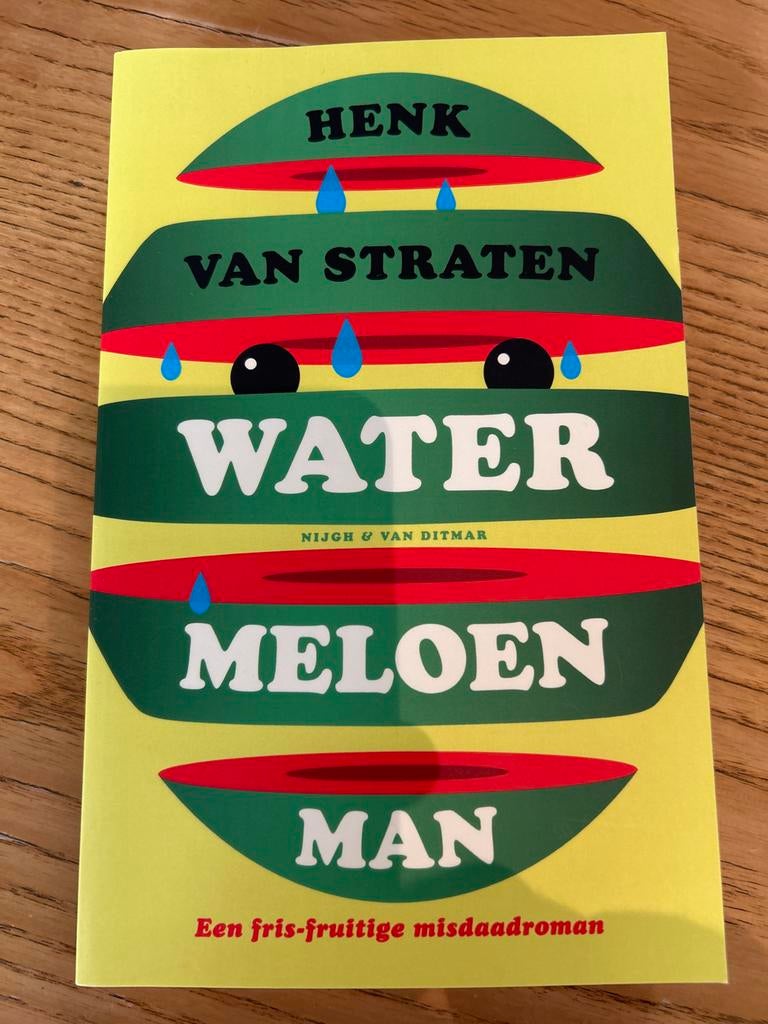 HENK
VAN STRATEN
WATER
NIJGH & VAN DITMAR
MELOEN
MAN
Een fris-fruitige misdaadroman